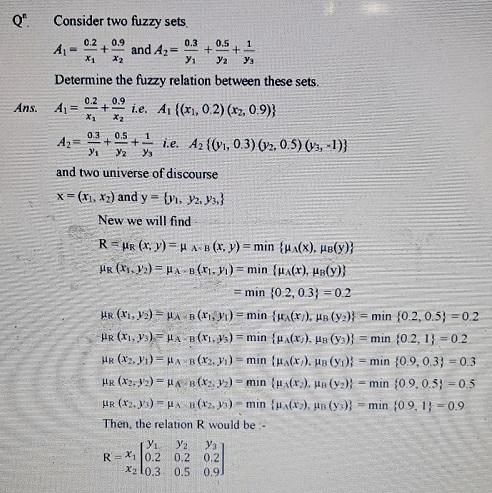 Qn. Consider two fuzzy sets
A1 = 0.2/x1 + 0.9/x2 and A2 = 0.3/y1 + 0.5/y2 + 1/y3
Determine the fuzzy relation between these sets.
Ans. A1 = 0.2/x1 + 0.9/x2 i.e. A1 {(x1, 0.2) (x2, 0.9)}
A2 = 0.3/y1 + 0.5/y2 + 1/y3 i.e. A2 {(y1, 0.3) (y2, 0.5) (y3, -1)}
and two universe of discourse
x = (x1, x2) and y = {y1, y2, y3,}
New we will find
R = μR (x, y) = μ A-B (x, y) = min {μA(x), μB(y)}
μR (x1, y2) = μA-B (x1, y1) = min {μA(x), μB(y)}
= min {0.2, 0.3} = 0.2
μR (x1, y2) = μA-B (x1, y1) = min {μA(x1), μB (y2)} = min {0.2, 0.5} = 0.2
μR (x1, y3) = μA-B (x1, y3) = min {μA(x1), μB (y3)} = min {0.2, 1} = 0.2
μR (x2, y1) = μA-B (x2, y1) = min {μA(x2), μB (y1)} = min {0.9, 0.3} = 0.3
μR (x2, y2) = μA-B (x2, y2) = min {μA(x2), μB (y2)} = min {0.9, 0.5} = 0.5
μR (x2, y3) = μA-B (x2, y3) = min {μA(x2), μB (y3)} = min {0.9, 1} = 0.9
Then, the relation R would be :-
y1 y2 y3
R = x1 0.2 0.2 0.2
x2 0.3 0.5 0.9